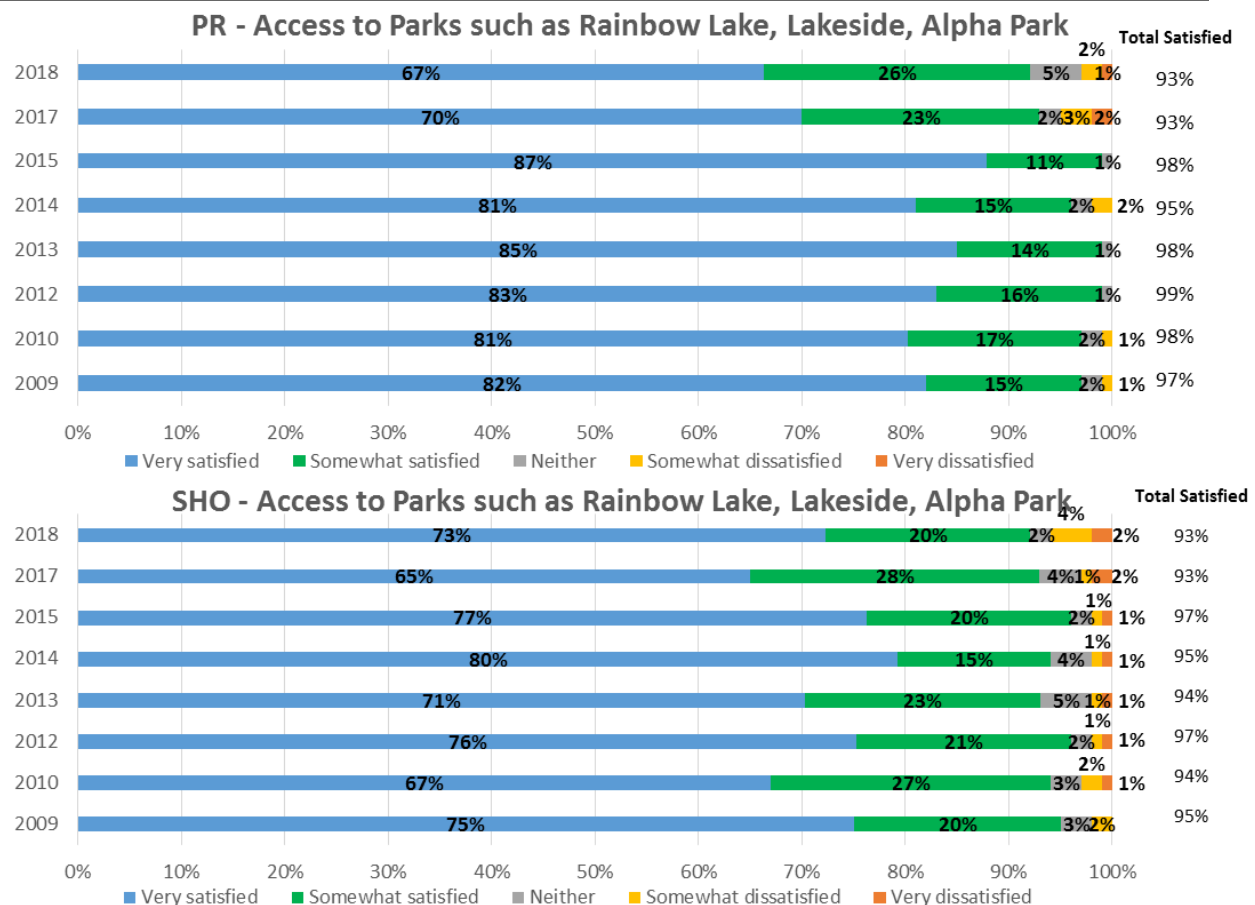 PR - Access to Parks such as Rainbow Lake, Lakeside, Alpha Park
Total Satisfied
2%
2018 67% 26% 5% 1% 93%
2017 70% 23% 2% 3% 2% 93%
2015 87% 11% 1% 98%
2014 81% 15% 2% 2% 95%
2013 85% 14% 1% 98%
2012 83% 16% 1% 99%
2010 81% 17% 2% 1% 98%
2009 82% 15% 2% 1% 97%
0% 10% 20% 30% 40% 50% 60% 70% 80% 90% 100%
Very satisfied Somewhat satisfied Neither Somewhat dissatisfied Very dissatisfied
SHO - Access to Parks such as Rainbow Lake, Lakeside, Alpha Park
Total Satisfied
4%
2018 73% 20% 2% 2% 93%
2017 65% 28% 4% 1% 2% 93%
1%
2015 77% 20% 2% 1% 97%
1%
2014 80% 15% 4% 1% 95%
2013 71% 23% 5% 1% 1% 94%
1%
2012 76% 21% 2% 1% 97%
2%
2010 67% 27% 3% 1% 94%
2009 75% 20% 3% 2% 95%
0% 10% 20% 30% 40% 50% 60% 70% 80% 90% 100%
Very satisfied Somewhat satisfied Neither Somewhat dissatisfied Very dissatisfied